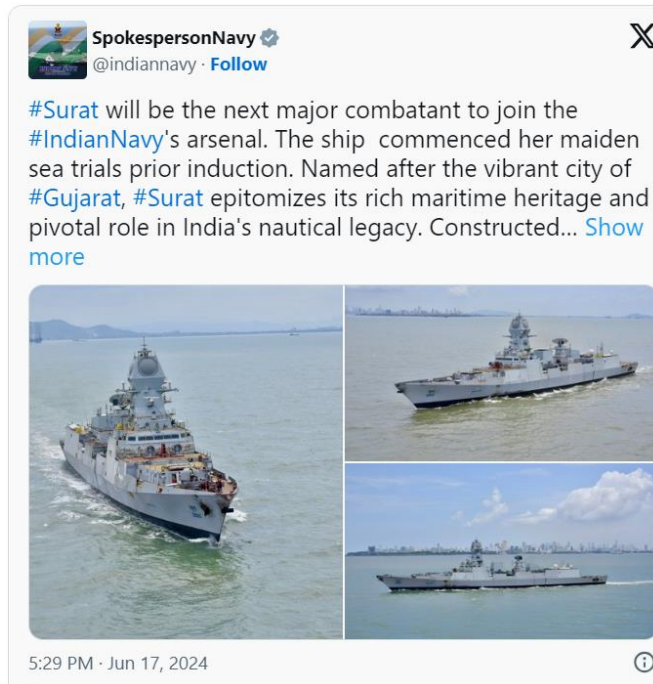 SpokespersonNavy
@indiannavy · Follow
#Surat will be the next major combatant to join the
#IndianNavy's arsenal. The ship  commenced her maiden
sea trials prior induction. Named after the vibrant city of
#Gujarat, #Surat epitomizes its rich maritime heritage and
pivotal role in India's nautical legacy. Constructed... Show
more
5:29 PM · Jun 17, 2024